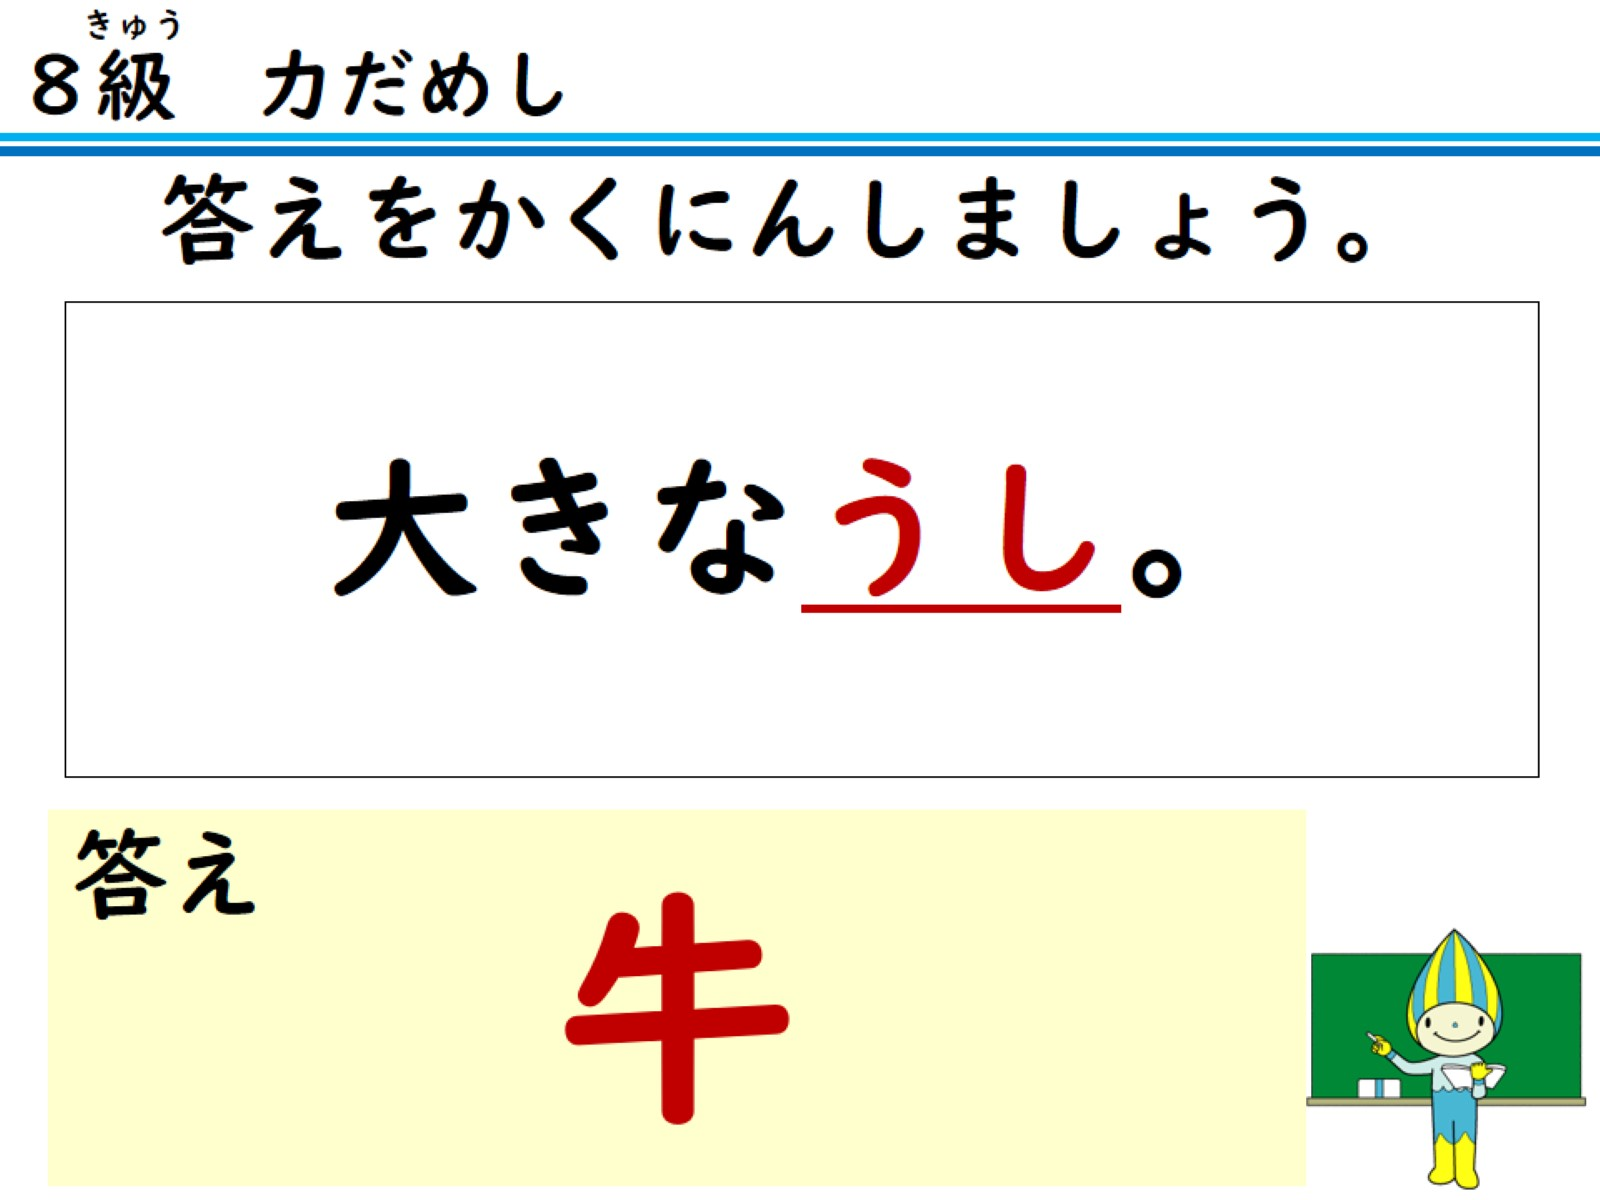 きゅう
８級　力だめし
答えをかくにんしましょう。
大きなうし。
答え
牛